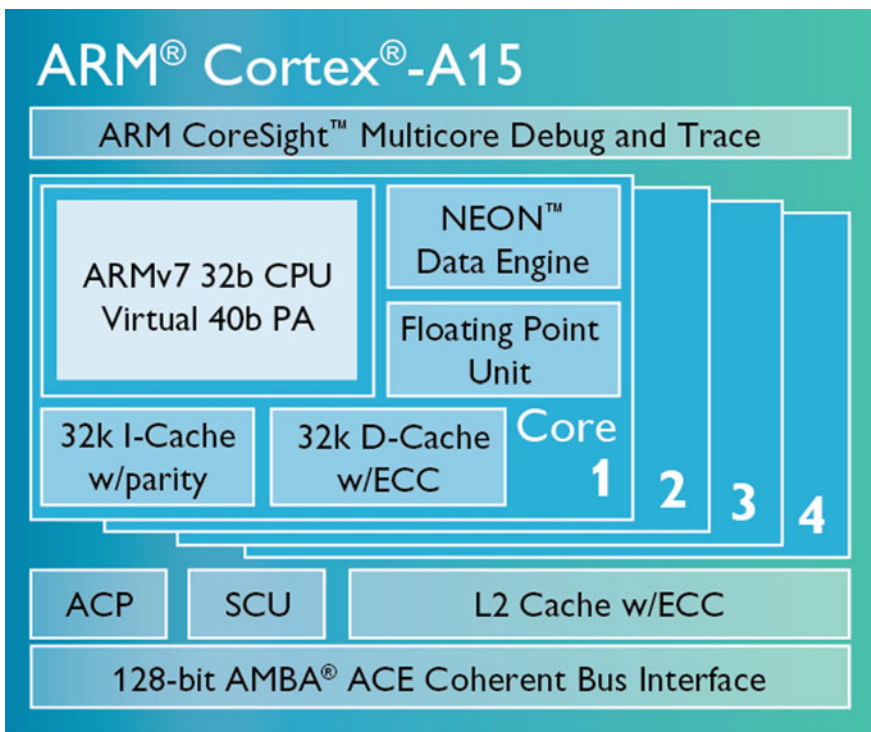 ARM® Cortex®-A15
ARM CoreSight™ Multicore Debug and Trace
ARMv7 32b CPU
Virtual 40b PA
NEON™
Data Engine
Floating Point
Unit
32k I-Cache
w/parity
32k D-Cache
w/ECC
Core
1
2
3
4
ACP
SCU
L2 Cache w/ECC
128-bit AMBA® ACE Coherent Bus Interface